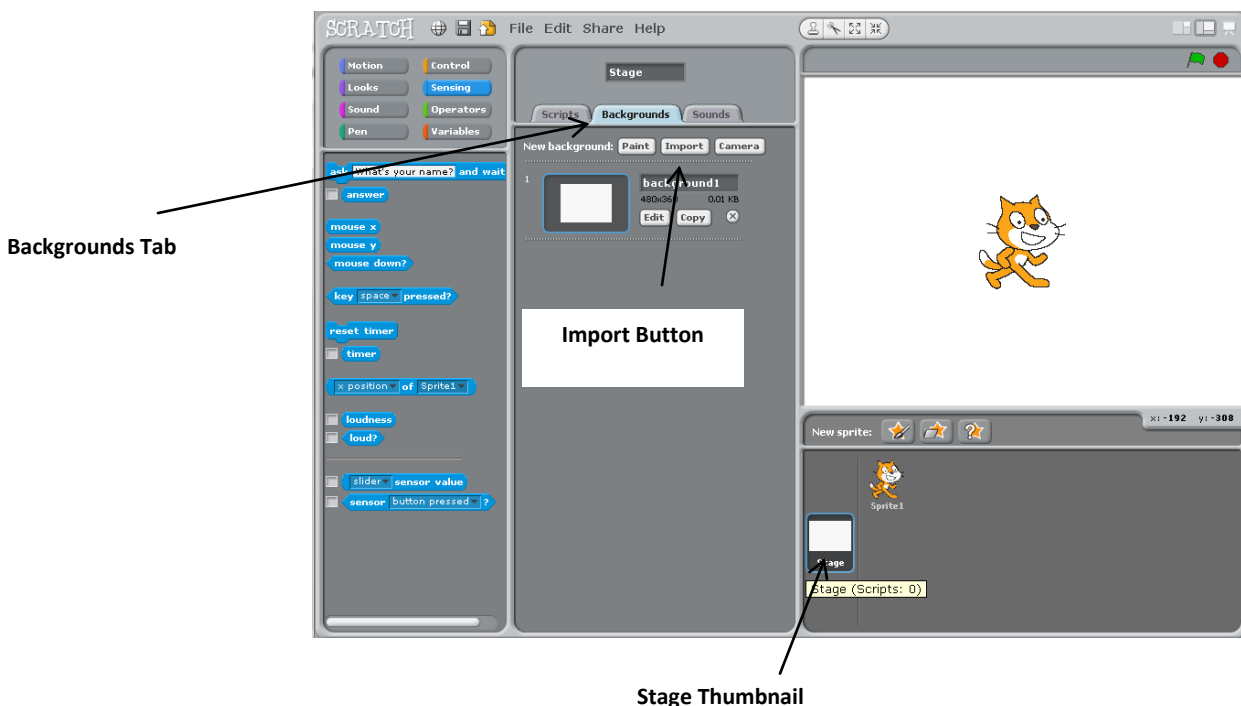 SCRATCH File Edit Share Help
Motion Control
Looks Sensing
Sound Operators
Pen Variables
ask What's your name? and wait
answer
mouse x
mouse y
mouse down?
key space pressed?
reset timer
timer
x position of Sprite1
loudness
loud?
slider sensor value
sensor button pressed ?
Stage
Scripts Backgrounds Sounds
New background: Paint Import Camera
1
background1
480x360 0.01 KB
Edit Copy
Backgrounds Tab
Import Button
x: -192 y: -308
New sprite:
Sprite1
Stage
Stage (Scripts: 0)
Stage Thumbnail